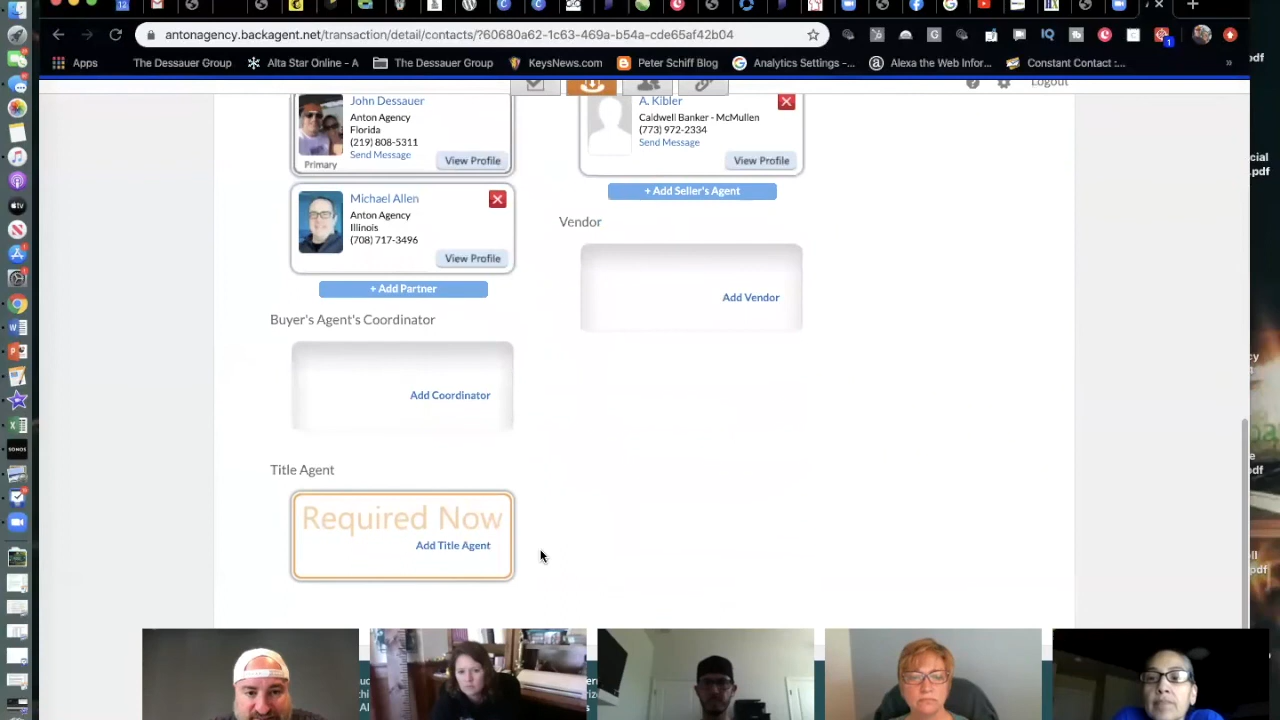 antonagency.backagent.net/transaction/detail/contacts/?60680a62-1c63-469a-b54a-cde65af42b04
Apps
The Dessauer Group
Alta Star Online - A
The Dessauer Group
KeysNews.com
Peter Schiff Blog
Analytics Settings -...
Alexa the Web Infor...
Constant Contact :...
»
Logout
John Dessauer
Anton Agency
Florida
(219) 808-5311
Send Message
Primary
View Profile
A. Kibler
Caldwell Banker - McMullen
(773) 972-2334
Send Message
View Profile
+ Add Seller's Agent
Michael Allen
Anton Agency
Illinois
(708) 717-3496
View Profile
+ Add Partner
Vendor
Add Vendor
Buyer's Agent's Coordinator
Add Coordinator
Title Agent
Required Now
Add Title Agent